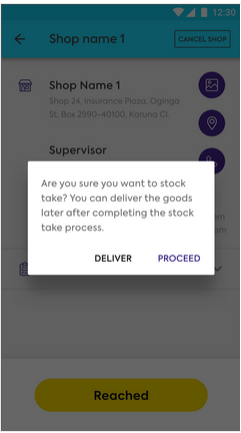 12:30
Shop name 1
CANCEL SHOP
Shop Name 1
Shop 24, Insurance Plaza, Oginga
St, Box 2990-40100, Koruna Cl.
Supervisor
Are you sure you want to stock
take? You can deliver the goods
later after completing the stock
take process.
DELIVER PROCEED
Reached